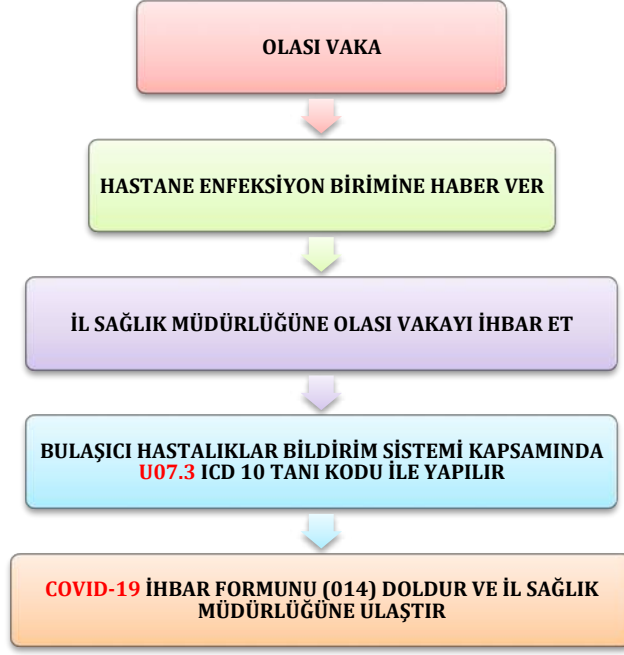 OLASI VAKA
HASTANE ENFEKSİYON BİRİMİNE HABER VER
İL SAĞLIK MÜDÜRLÜĞÜNE OLASI VAKAYI İHBAR ET
BULAŞICI HASTALIKLAR BİLDİRİM SİSTEMİ KAPSAMINDA
U07.3 ICD 10 TANI KODU İLE YAPILIR
COVID-19 İHBAR FORMUNU (014) DOLDUR VE İL SAĞLIK
MÜDÜRLÜĞÜNE ULAŞTIR